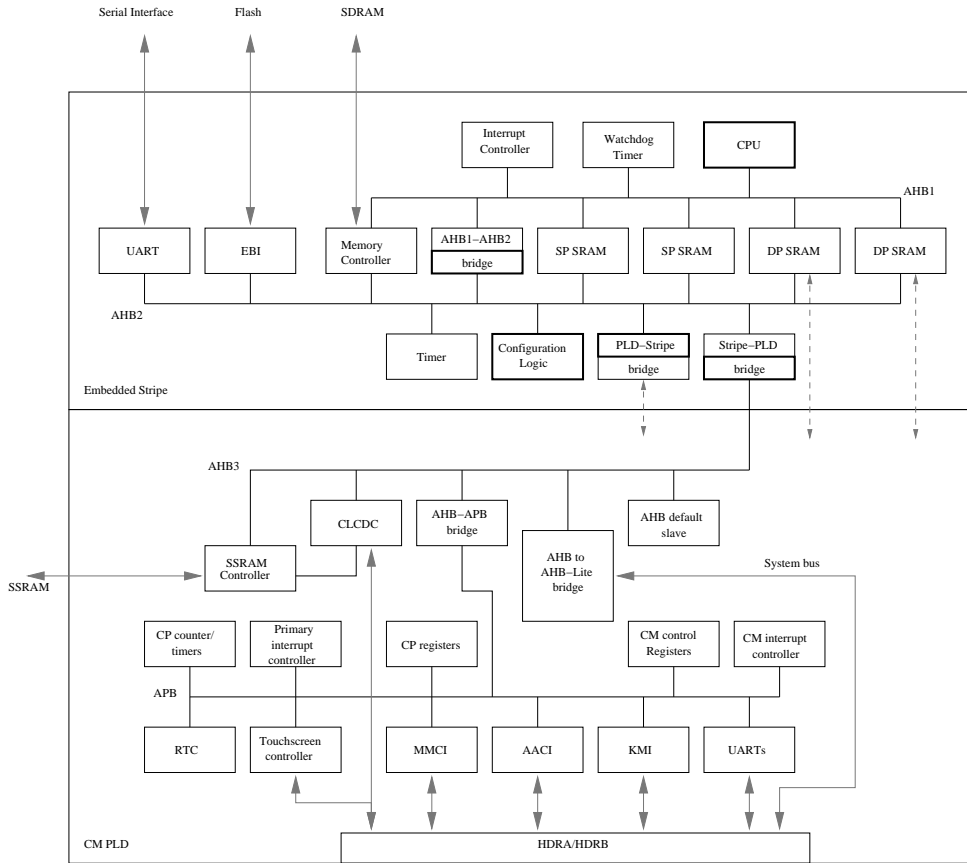 Serial Interface
Flash
SDRAM
Interrupt
Controller
Watchdog
Timer
CPU
AHB1
UART
EBI
Memory
Controller
AHB1–AHB2
bridge
SP SRAM
SP SRAM
DP SRAM
DP SRAM
AHB2
Timer
Configuration
Logic
PLD–Stripe
bridge
Stripe–PLD
bridge
Embedded Stripe
AHB3
CLCDC
AHB–APB
bridge
AHB default
slave
SSRAM
Controller
AHB to
AHB–Lite
bridge
System bus
SSRAM
CP counter/
timers
Primary
interrupt
controller
CP registers
CM control
Registers
CM interrupt
controller
APB
RTC
Touchscreen
controller
MMCI
AACI
KMI
UARTs
CM PLD
HDRA/HDRB